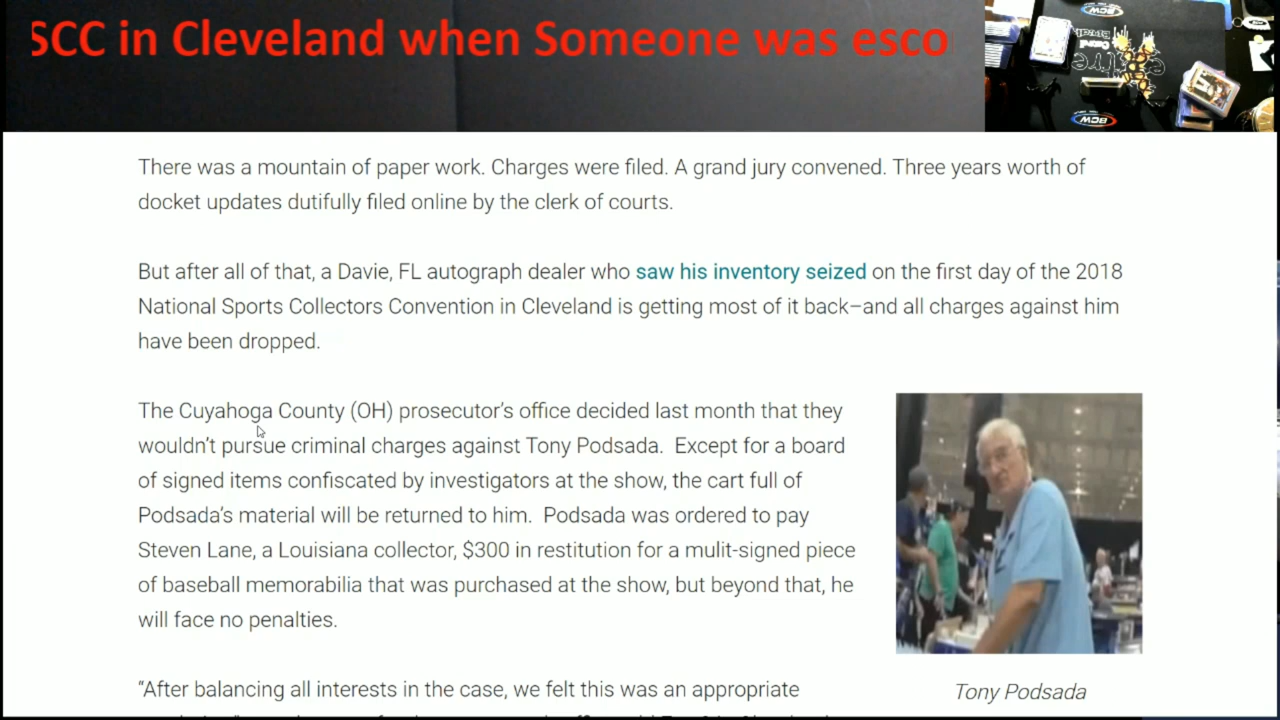 SCC in Cleveland when Someone was esco
BCW
BCW
There was a mountain of paper work. Charges were filed. A grand jury convened. Three years worth of
docket updates dutifully filed online by the clerk of courts.
But after all of that, a Davie, FL autograph dealer who saw his inventory seized on the first day of the 2018
National Sports Collectors Convention in Cleveland is getting most of it back–and all charges against him
have been dropped.
The Cuyahoga County (OH) prosecutor's office decided last month that they
wouldn't pursue criminal charges against Tony Podsada. Except for a board
of signed items confiscated by investigators at the show, the cart full of
Podsada's material will be returned to him. Podsada was ordered to pay
Steven Lane, a Louisiana collector, $300 in restitution for a mulit-signed piece
of baseball memorabilia that was purchased at the show, but beyond that, he
will face no penalties.
Tony Podsada
"After balancing all interests in the case, we felt this was an appropriate